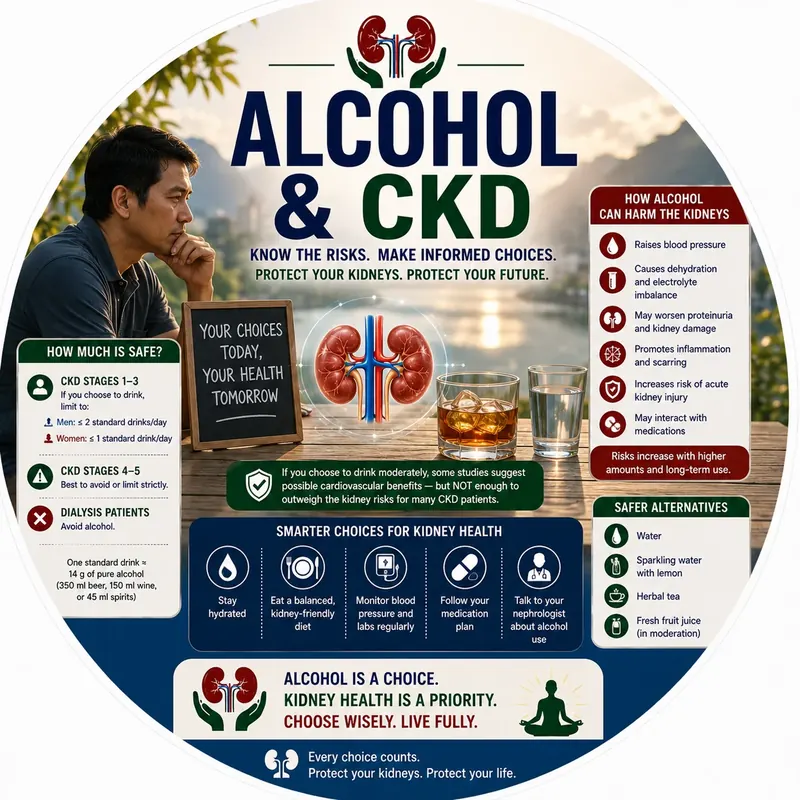 ALCOHOL
& CKD
KNOW THE RISKS. MAKE INFORMED CHOICES.
PROTECT YOUR KIDNEYS. PROTECT YOUR FUTURE.
YOUR CHOICES
TODAY,
YOUR HEALTH
TOMORROW
HOW MUCH IS SAFE?
CKD STAGES 1–3
If you choose to drink,
limit to:
Men: ≤ 2 standard drinks/day
Women: ≤ 1 standard drink/day
CKD STAGES 4–5
Best to avoid or limit strictly.
DIALYSIS PATIENTS
Avoid alcohol.
One standard drink ≈
14 g of pure alcohol
(350 ml beer, 150 ml wine,
or 45 ml spirits)
HOW ALCOHOL
CAN HARM THE KIDNEYS
Raises blood pressure
Causes dehydration
and electrolyte
imbalance
May worsen proteinuria
and kidney damage
Promotes inflammation
and scarring
Increases risk of acute
kidney injury
May interact with
medications
Risks increase with higher
amounts and long-term use.
If you choose to drink moderately, some studies suggest
possible cardiovascular benefits — but NOT enough to
outweigh the kidney risks for many CKD patients.
SMARTER CHOICES FOR KIDNEY HEALTH
Stay
hydrated
Eat a balanced,
kidney-friendly
diet
Monitor blood
pressure and
labs regularly
Follow your
medication
plan
Talk to your
nephrologist
about alcohol
use
SAFER ALTERNATIVES
Water
Sparkling water
with lemon
Herbal tea
Fresh fruit juice
(in moderation)
ALCOHOL IS A CHOICE.
KIDNEY HEALTH IS A PRIORITY.
CHOOSE WISELY. LIVE FULLY.
Every choice counts.
Protect your kidneys. Protect your life.